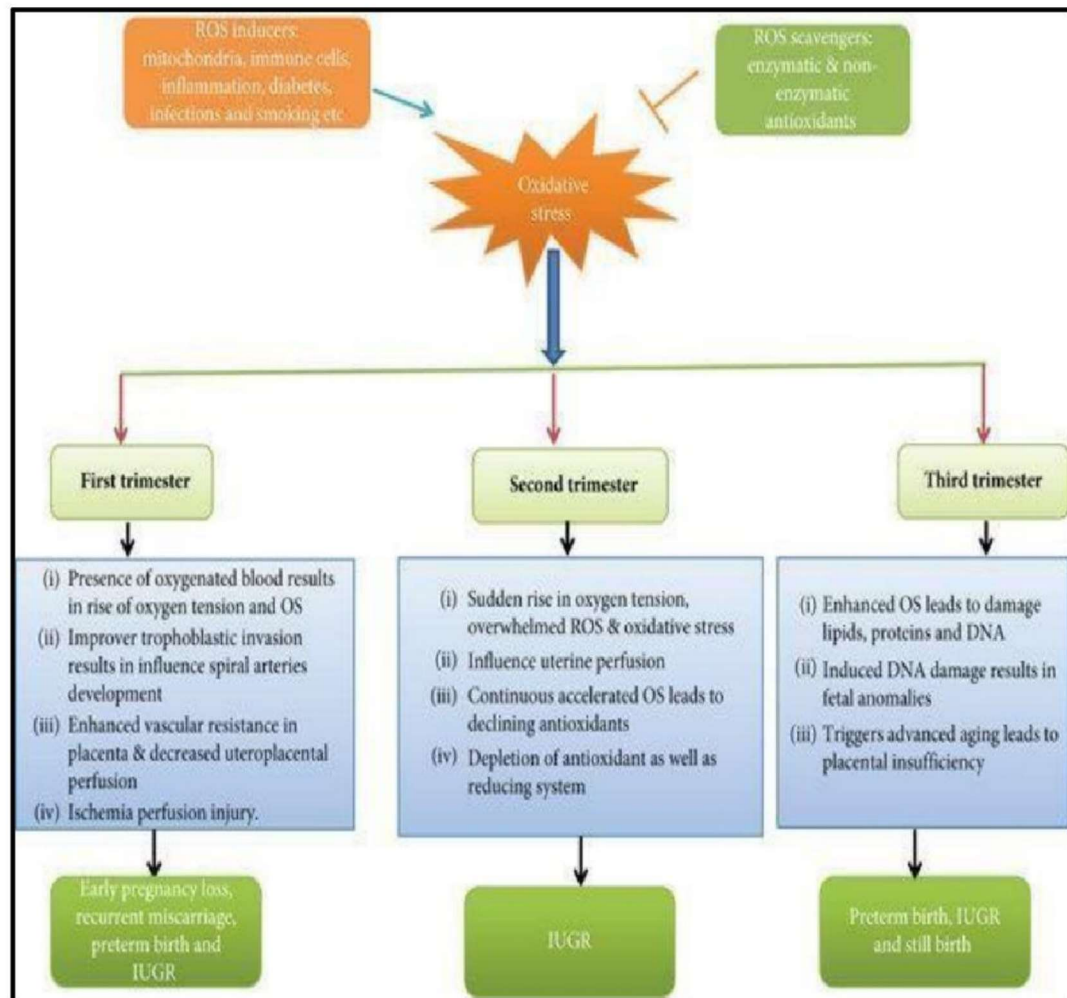 ROS inducers:
mitochondria, immune cells,
inflammation, diabetes,
infections and smoking etc
ROS scavengers:
enzymatic & non-
enzymatic
antioxidants
Oxidative
stress
First trimester
Second trimester
Third trimester
(i) Presence of oxygenated blood results
in rise of oxygen tension and OS
(ii) Improver trophoblastic invasion
results in influence spiral arteries
development
(iii) Enhanced vascular resistance in
placenta & decreased uteroplacental
perfusion
(iv) Ischemia perfusion injury.
(i) Sudden rise in oxygen tension,
overwhelmed ROS & oxidative stress
(ii) Influence uterine perfusion
(iii) Continuous accelerated OS leads to
declining antioxidants
(iv) Depletion of antioxidant as well as
reducing system
(i) Enhanced OS leads to damage
lipids, proteins and DNA
(ii) Induced DNA damage results in
fetal anomalies
(iii) Triggers advanced aging leads to
placental insufficiency
Early pregnancy loss,
recurrent miscarriage,
preterm birth and
IUGR
IUGR
Preterm birth, IUGR
and still birth